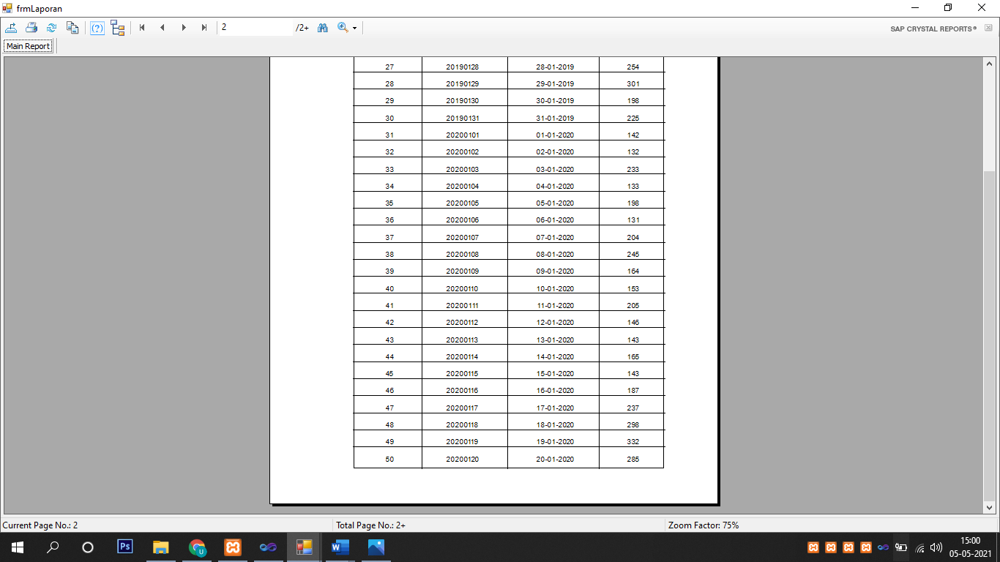 frmLaporan
2 /2+ SAP CRYSTAL REPORTS®
Main Report
27 20190128 28-01-2019 254
28 20190129 29-01-2019 301
29 20190130 30-01-2019 198
30 20190131 31-01-2019 225
31 20200101 01-01-2020 142
32 20200102 02-01-2020 132
33 20200103 03-01-2020 233
34 20200104 04-01-2020 133
35 20200105 05-01-2020 198
36 20200106 06-01-2020 131
37 20200107 07-01-2020 204
38 20200108 08-01-2020 245
39 20200109 09-01-2020 164
40 20200110 10-01-2020 153
41 20200111 11-01-2020 205
42 20200112 12-01-2020 146
43 20200113 13-01-2020 143
44 20200114 14-01-2020 165
45 20200115 15-01-2020 143
46 20200116 16-01-2020 187
47 20200117 17-01-2020 237
48 20200118 18-01-2020 298
49 20200119 19-01-2020 332
50 20200120 20-01-2020 285
Current Page No.: 2 Total Page No.: 2+ Zoom Factor: 75%
Ps U W 15:00
05-05-2021